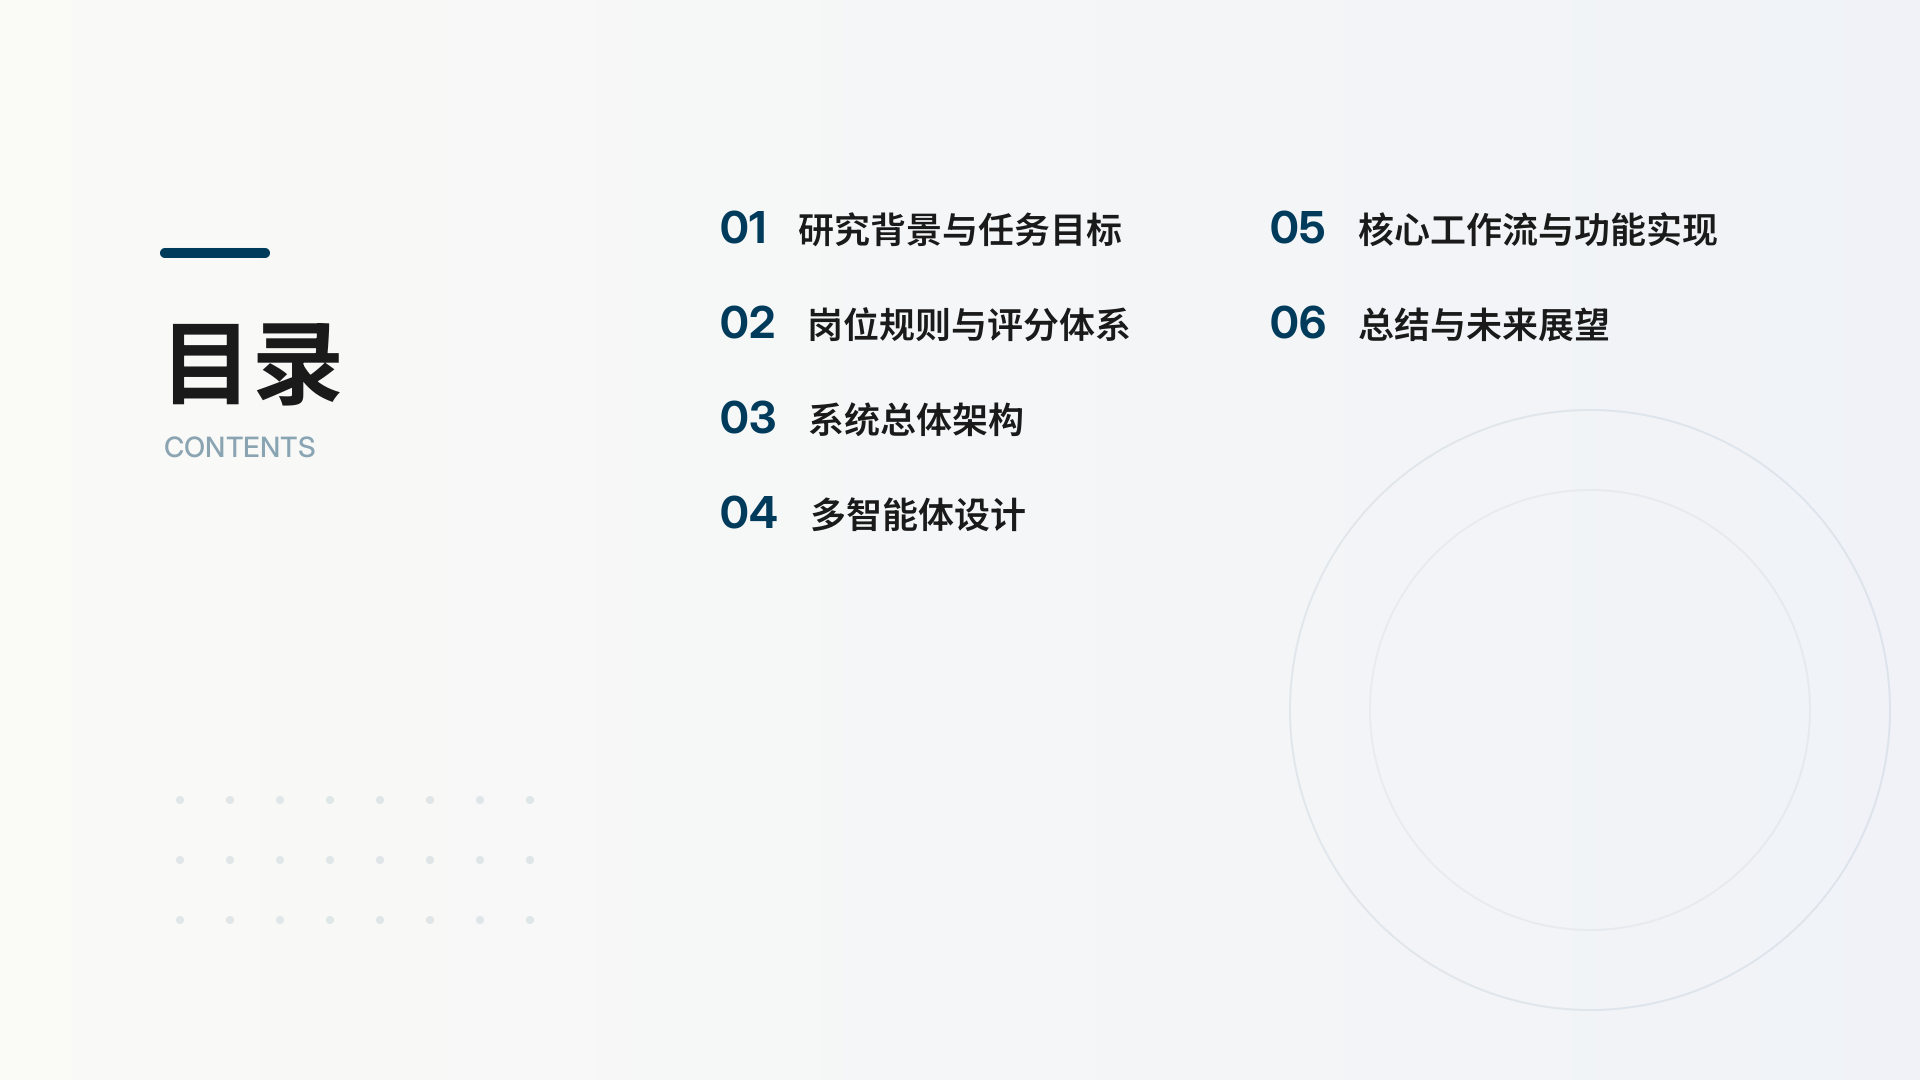 目录
CONTENTS
01 研究背景与任务目标
02 岗位规则与评分体系
03 系统总体架构
04 多智能体设计
05 核心工作流与功能实现
06 总结与未来展望